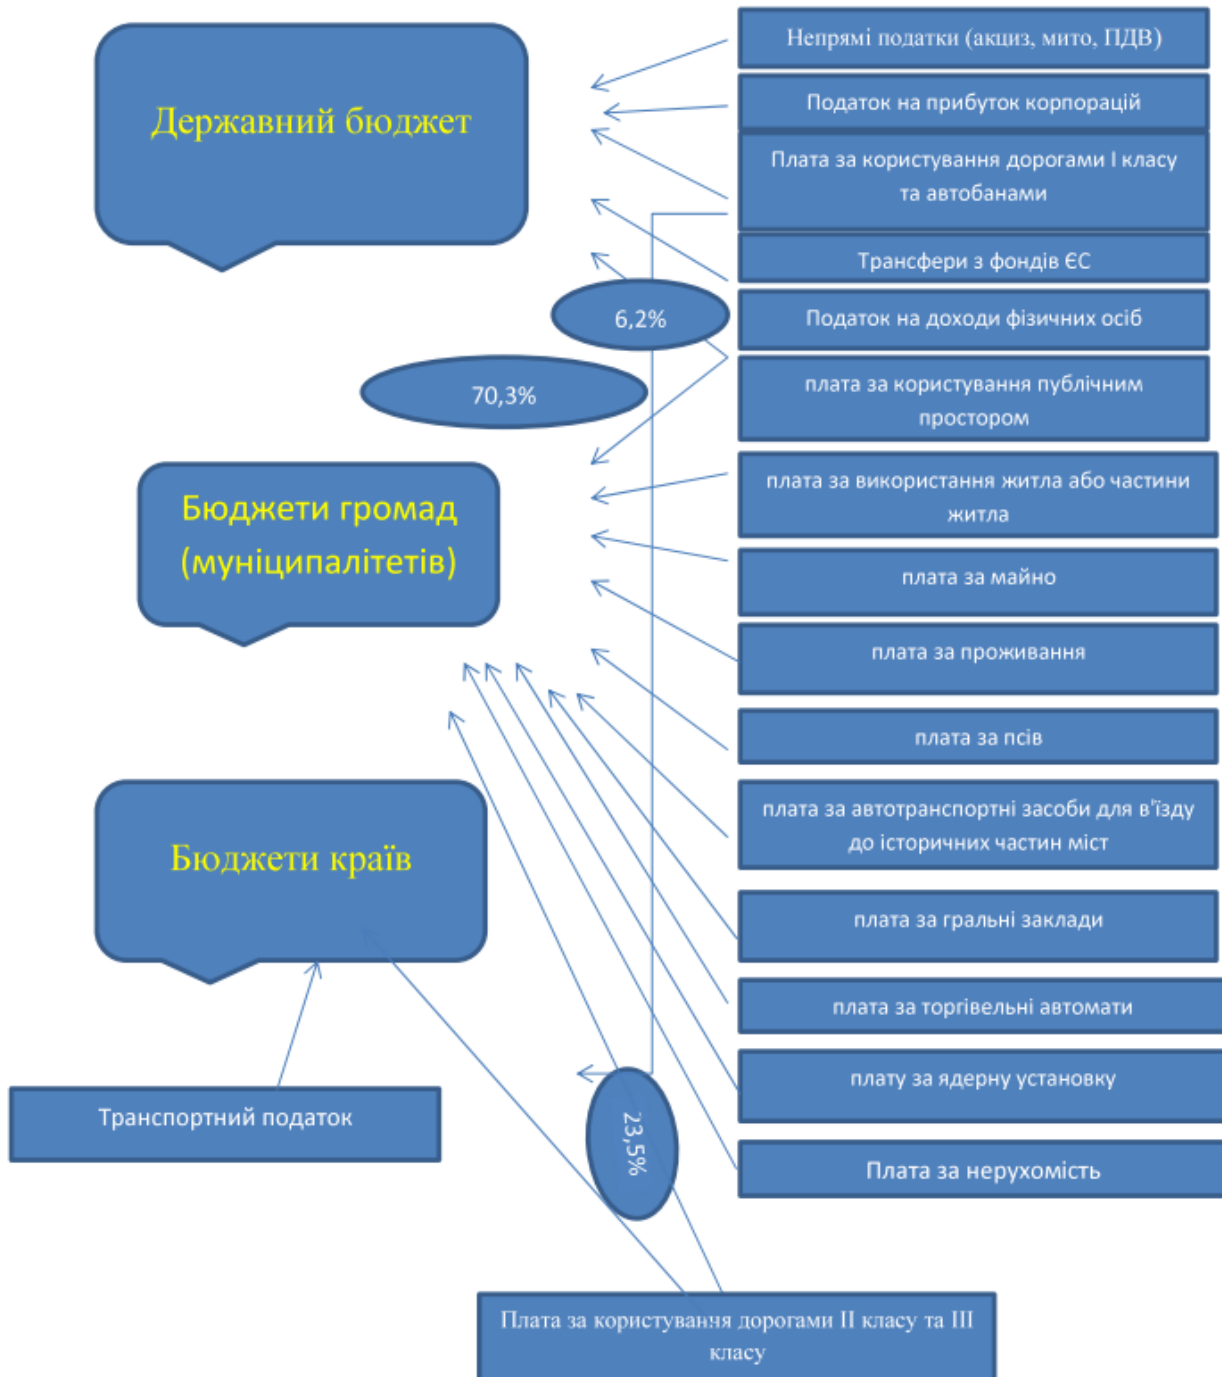 Державний бюджет
Непрямі податки (акциз, мито, ПДВ)
Податок на прибуток корпорацій
Плата за користування дорогами І класу
та автобанами
Трансфери з фондів ЄС
Податок на доходи фізичних осіб
6,2%
70,3%
плата за користування публічним
простором
Бюджети громад
(муніципалітетів)
плата за використання житла або частини
житла
плата за майно
плата за проживання
плата за псів
Бюджети країв
плата за автотранспортні засоби для в'їзду
до історичних частин міст
плата за гральні заклади
плата за торгівельні автомати
плату за ядерну установку
Транспортний податок
23,5%
Плата за нерухомість
Плата за користування дорогами ІІ класу та ІІІ
класу